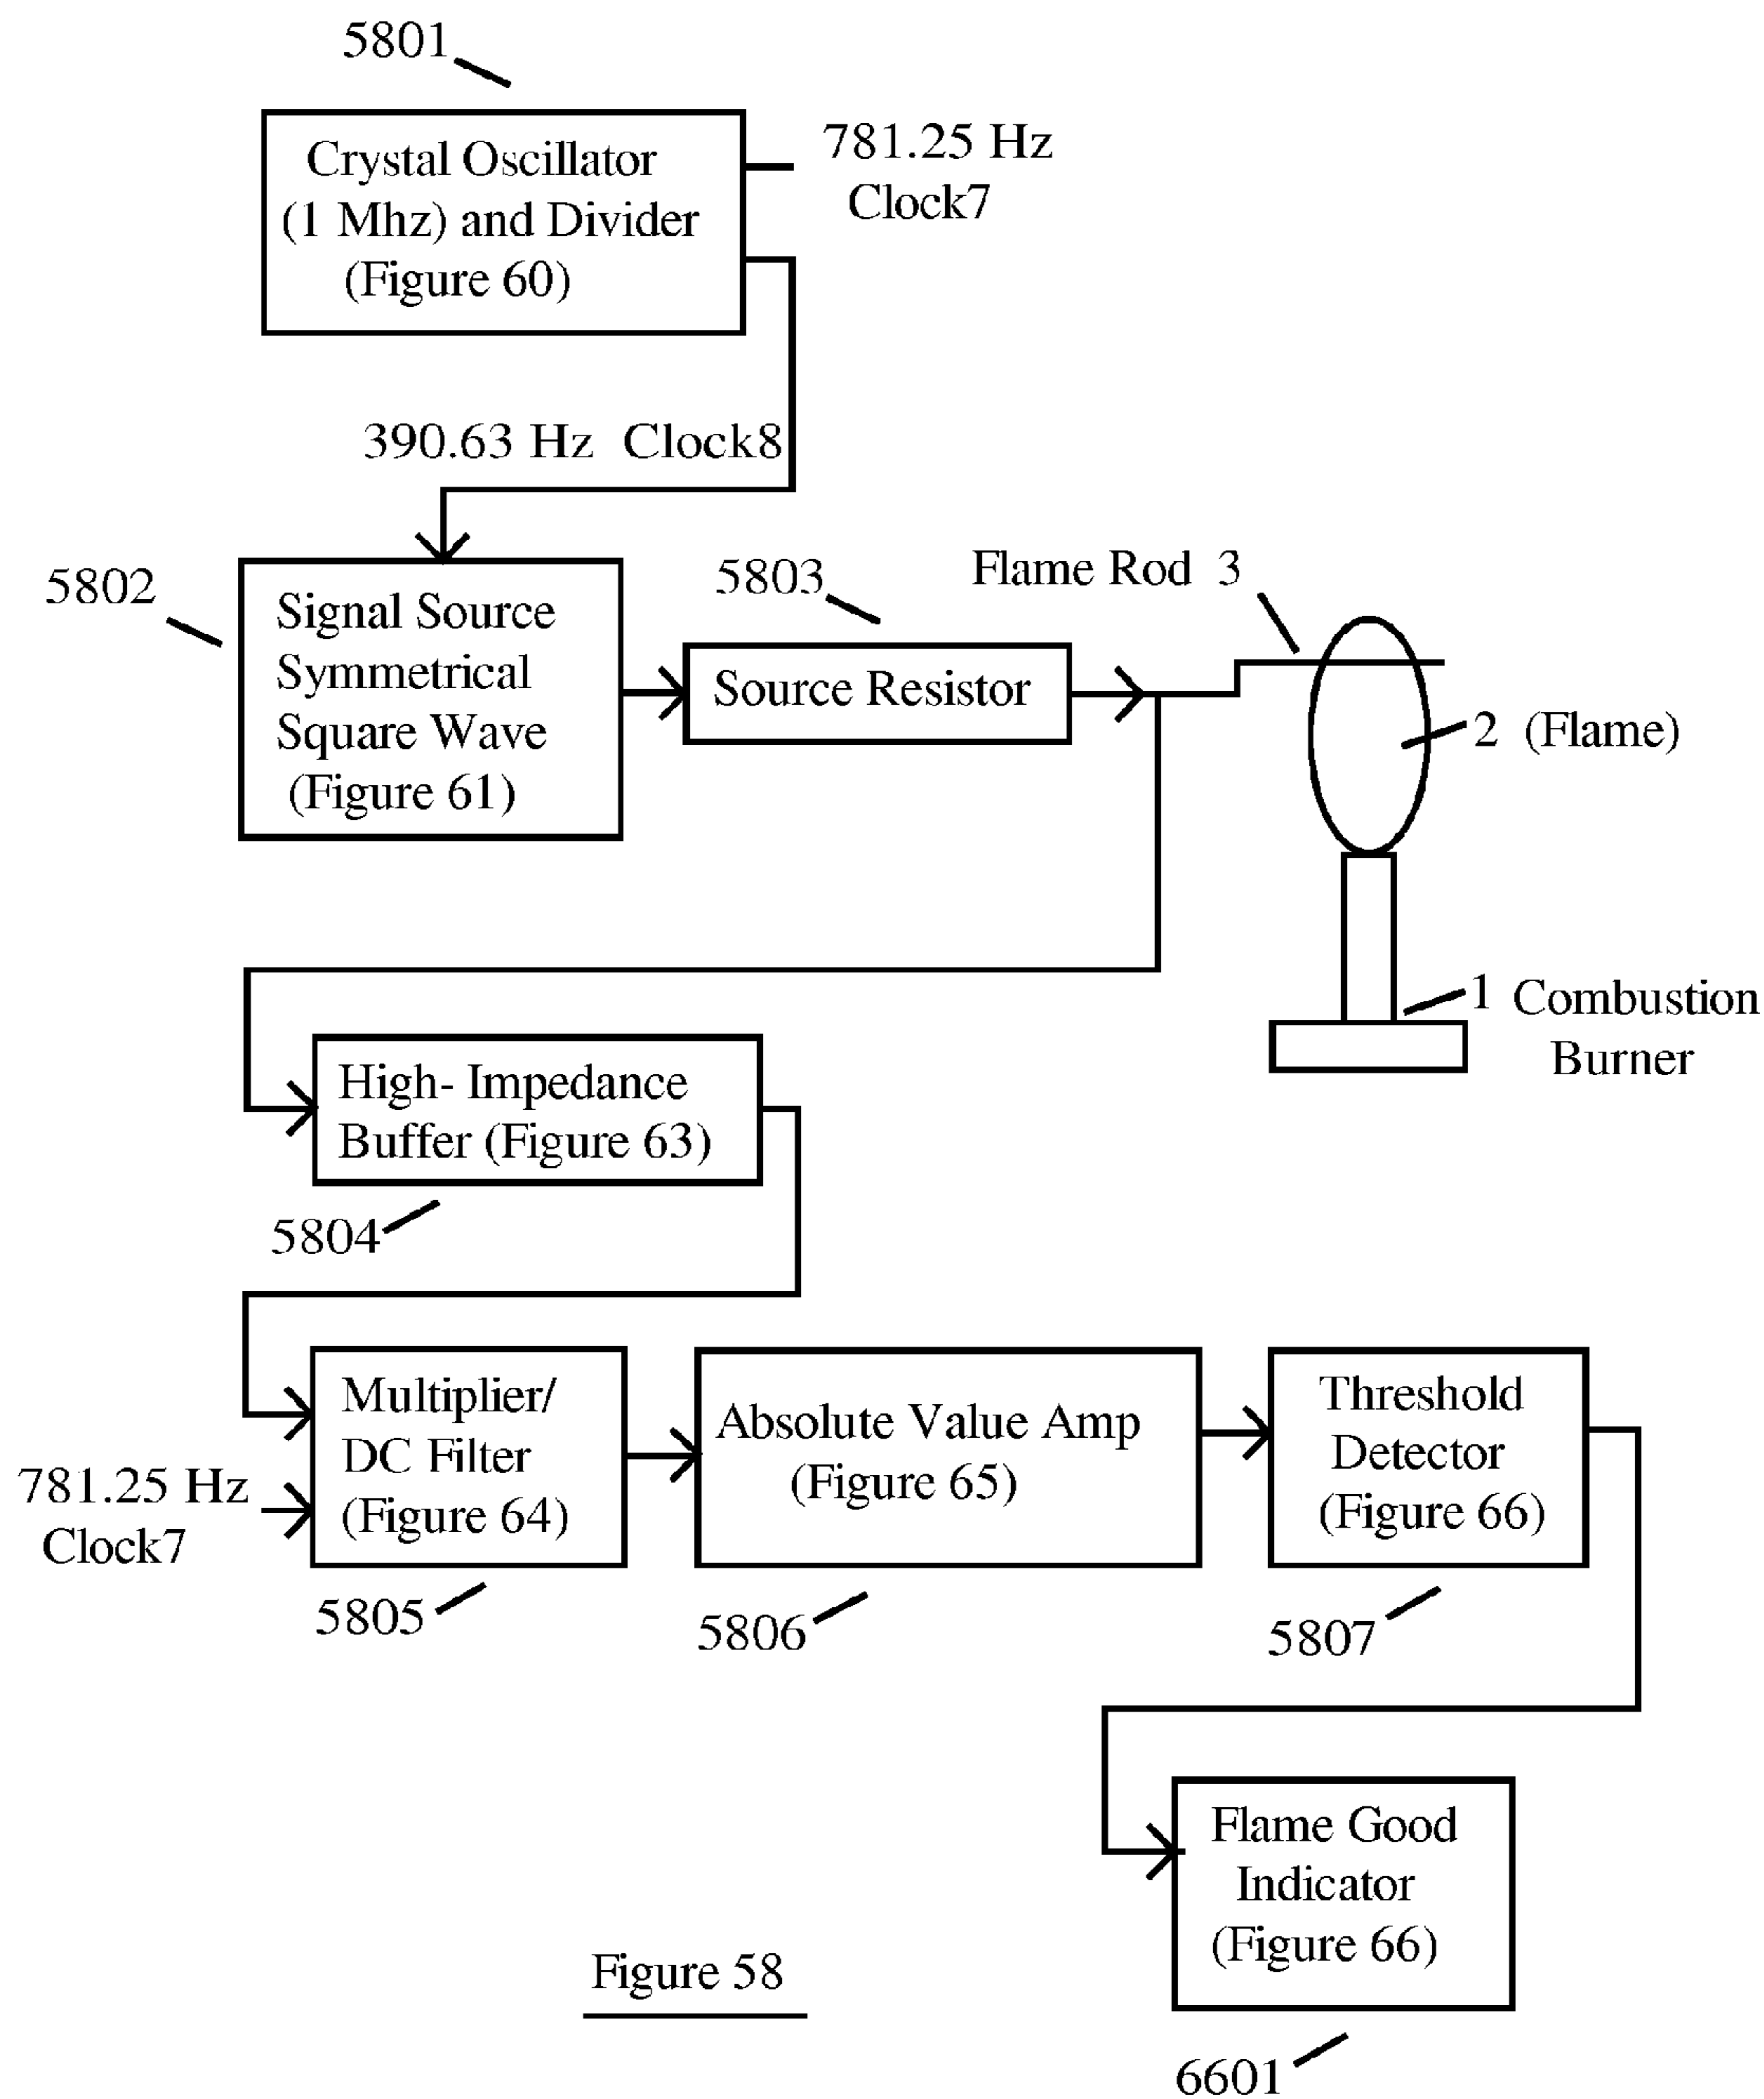 5801
Crystal Oscillator
(1 Mhz) and Divider
(Figure 60)
781.25 Hz
Clock7
390.63 Hz Clock8
5802
Signal Source
Symmetrical
Square Wave
(Figure 61)
5803
Source Resistor
Flame Rod 3
2 (Flame)
1 Combustion
Burner
High- Impedance
Buffer (Figure 63)
5804
781.25 Hz
Clock7
Multiplier/
DC Filter
(Figure 64)
5805
Absolute Value Amp
(Figure 65)
5806
Threshold
Detector
(Figure 66)
5807
Flame Good
Indicator
(Figure 66)
6601
Figure 58